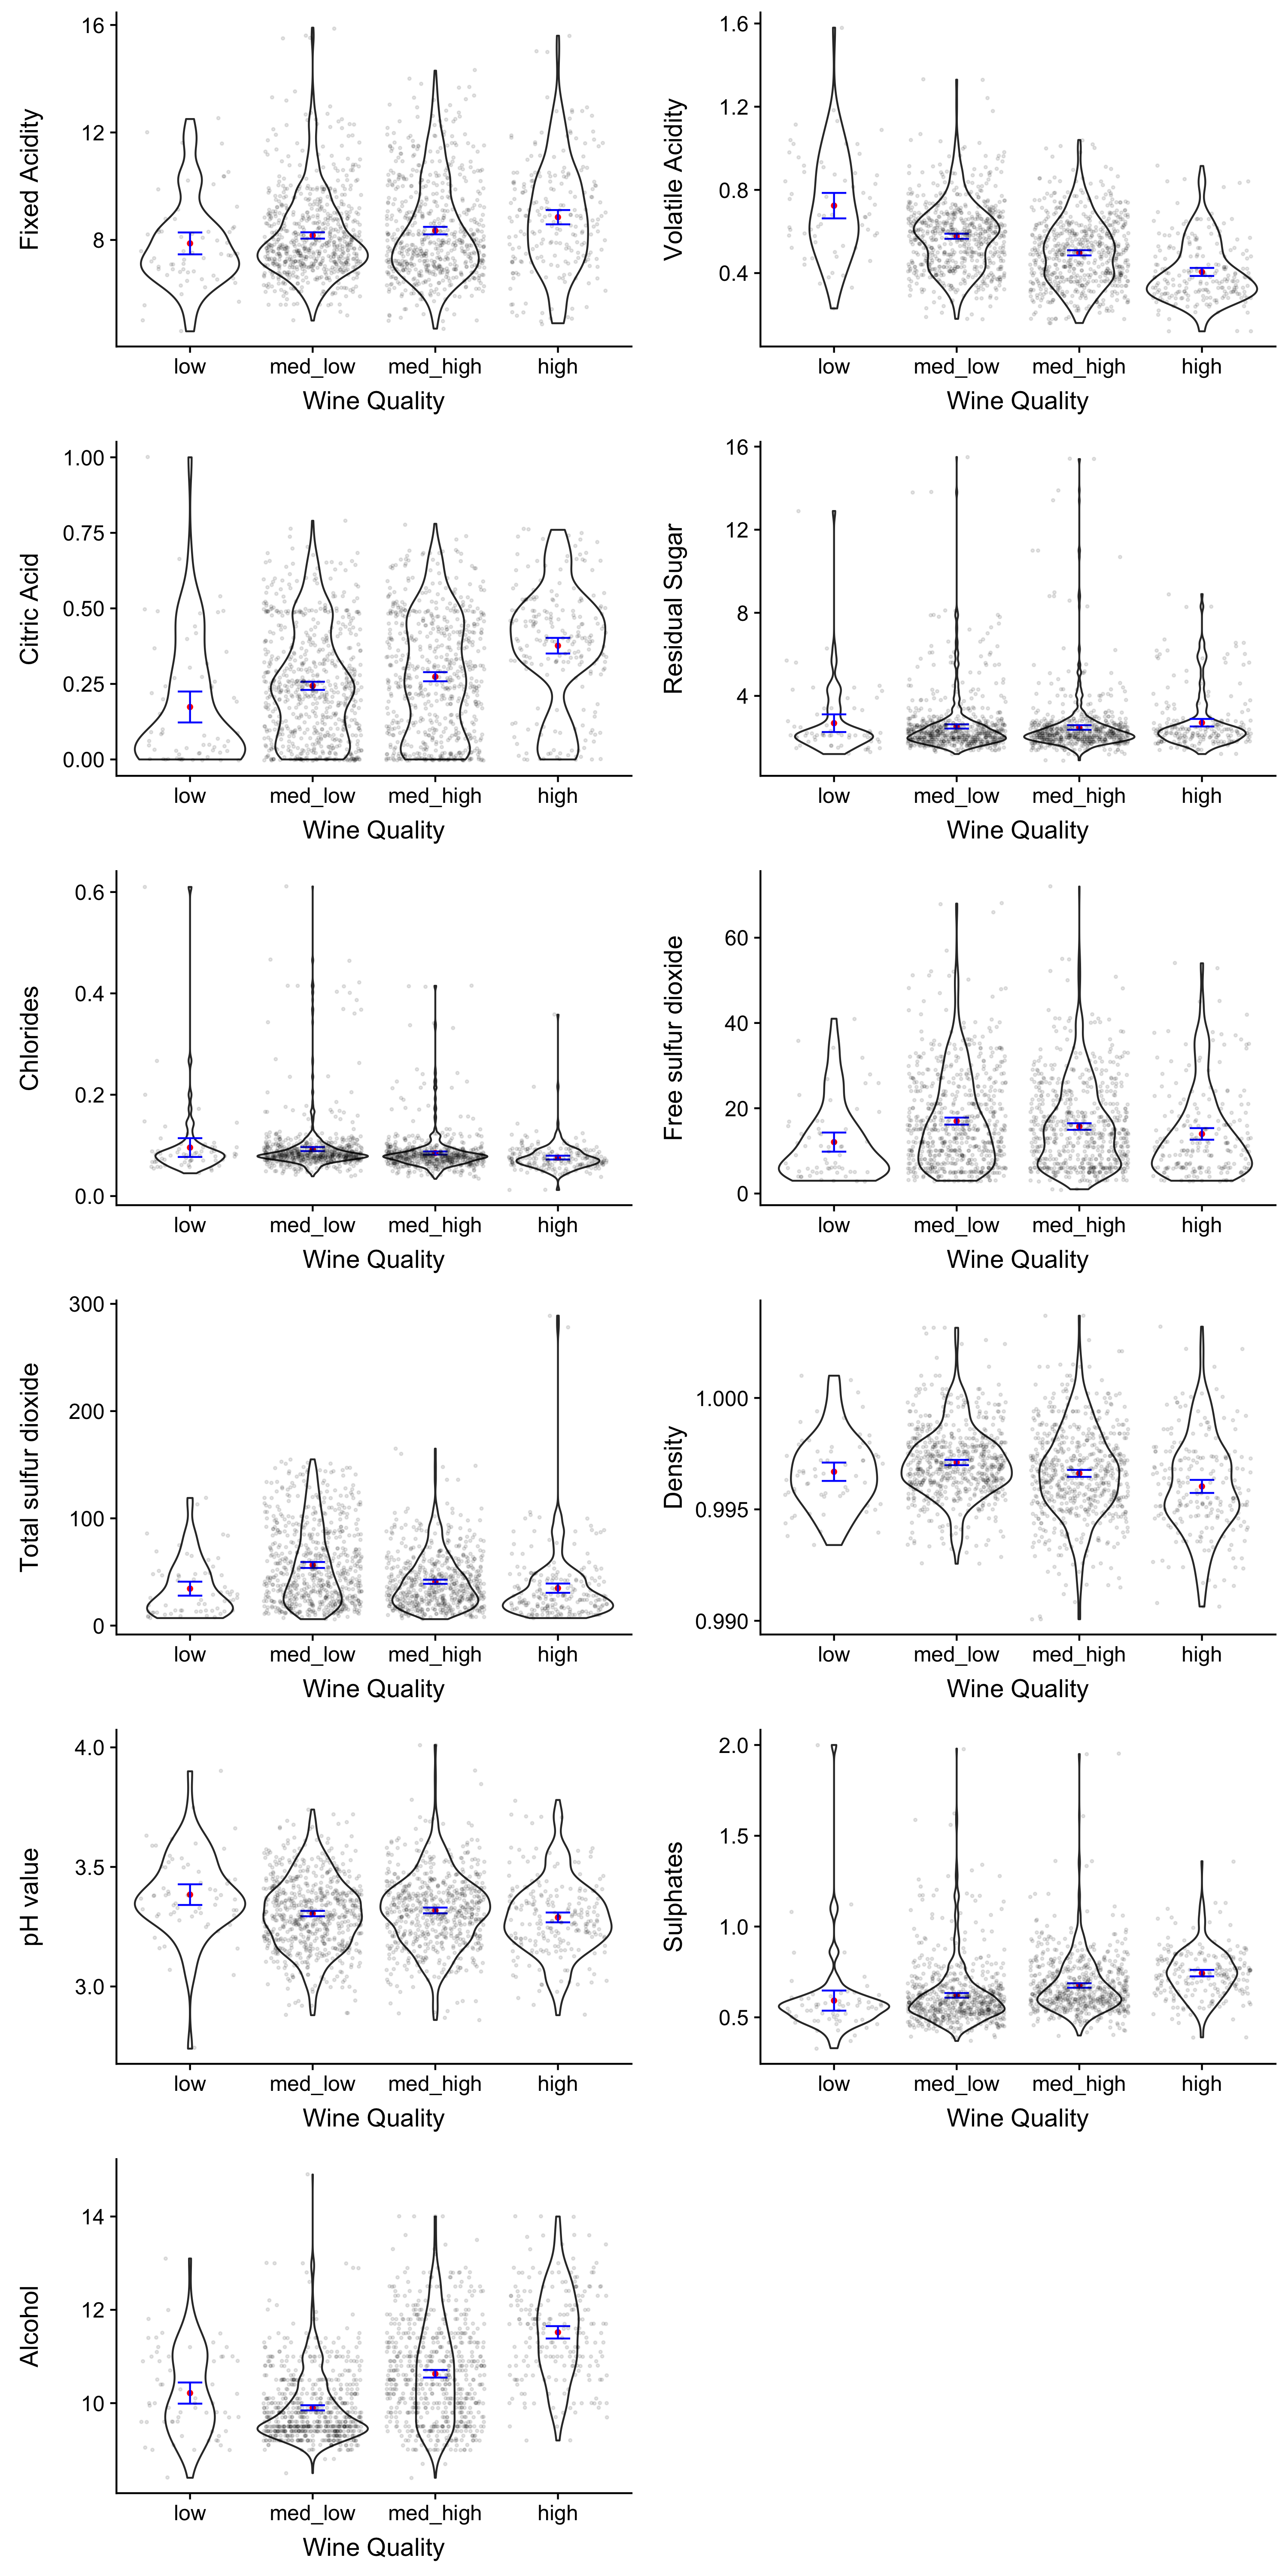 Fixed Acidity
16
12
8
low med_low med_high high
Wine Quality
Volatile Acidity
1.6
1.2
0.8
0.4
low med_low med_high high
Wine Quality
Citric Acid
1.00
0.75
0.50
0.25
0.00
low med_low med_high high
Wine Quality
Residual Sugar
16
12
8
4
low med_low med_high high
Wine Quality
Chlorides
0.6
0.4
0.2
0.0
low med_low med_high high
Wine Quality
Free sulfur dioxide
60
40
20
0
low med_low med_high high
Wine Quality
Total sulfur dioxide
300
200
100
0
low med_low med_high high
Wine Quality
Density
1.000
0.995
0.990
low med_low med_high high
Wine Quality
pH value
4.0
3.5
3.0
low med_low med_high high
Wine Quality
Sulphates
2.0
1.5
1.0
0.5
low med_low med_high high
Wine Quality
Alcohol
14
12
10
low med_low med_high high
Wine Quality